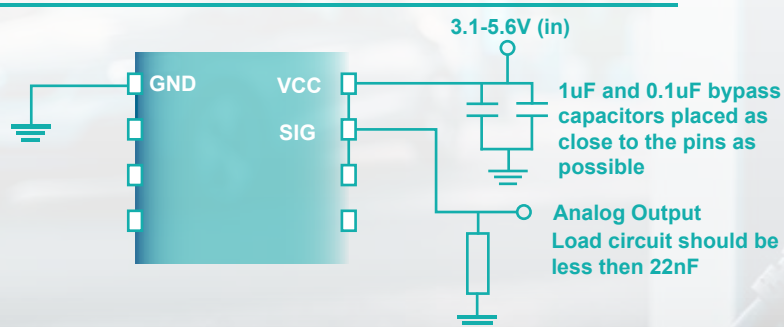 3.1-5.6V (in)
GND
VCC
SIG
1uF and 0.1uF bypass
capacitors placed as
close to the pins as
possible
Analog Output
Load circuit should be
less then 22nF